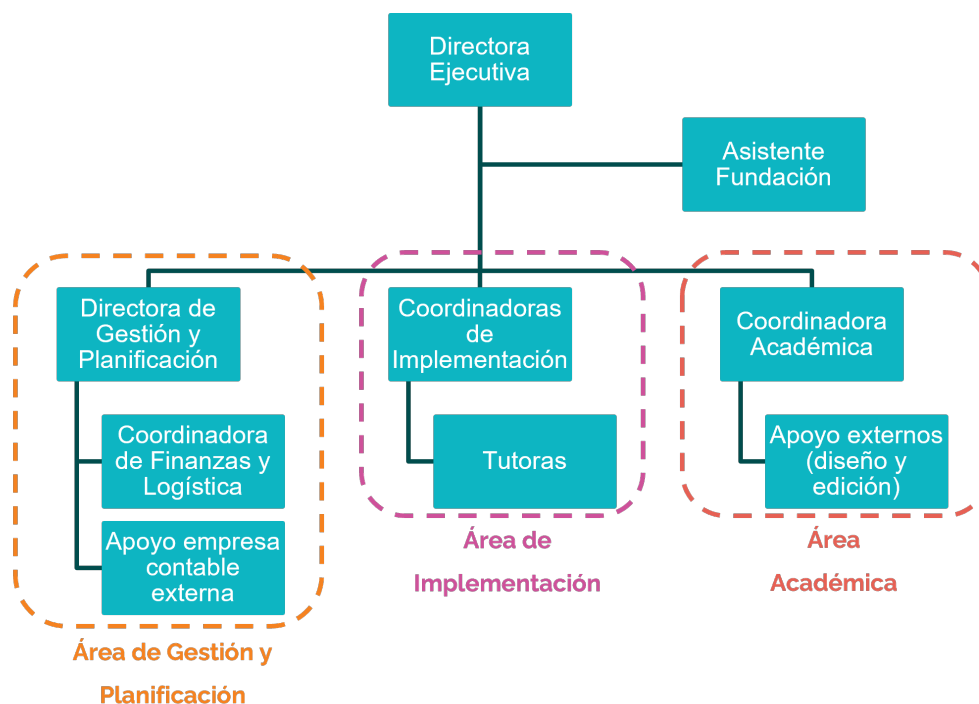 Directora
Ejecutiva
Asistente
Fundación
Directora de
Gestión y
Planificación
Coordinadora
de Finanzas y
Logística
Apoyo empresa
contable
externa
Área de Gestión y
Planificación
Coordinadoras
de
Implementación
Tutoras
Área de
Implementación
Coordinadora
Académica
Apoyo externos
(diseño y
edición)
Área
Académica